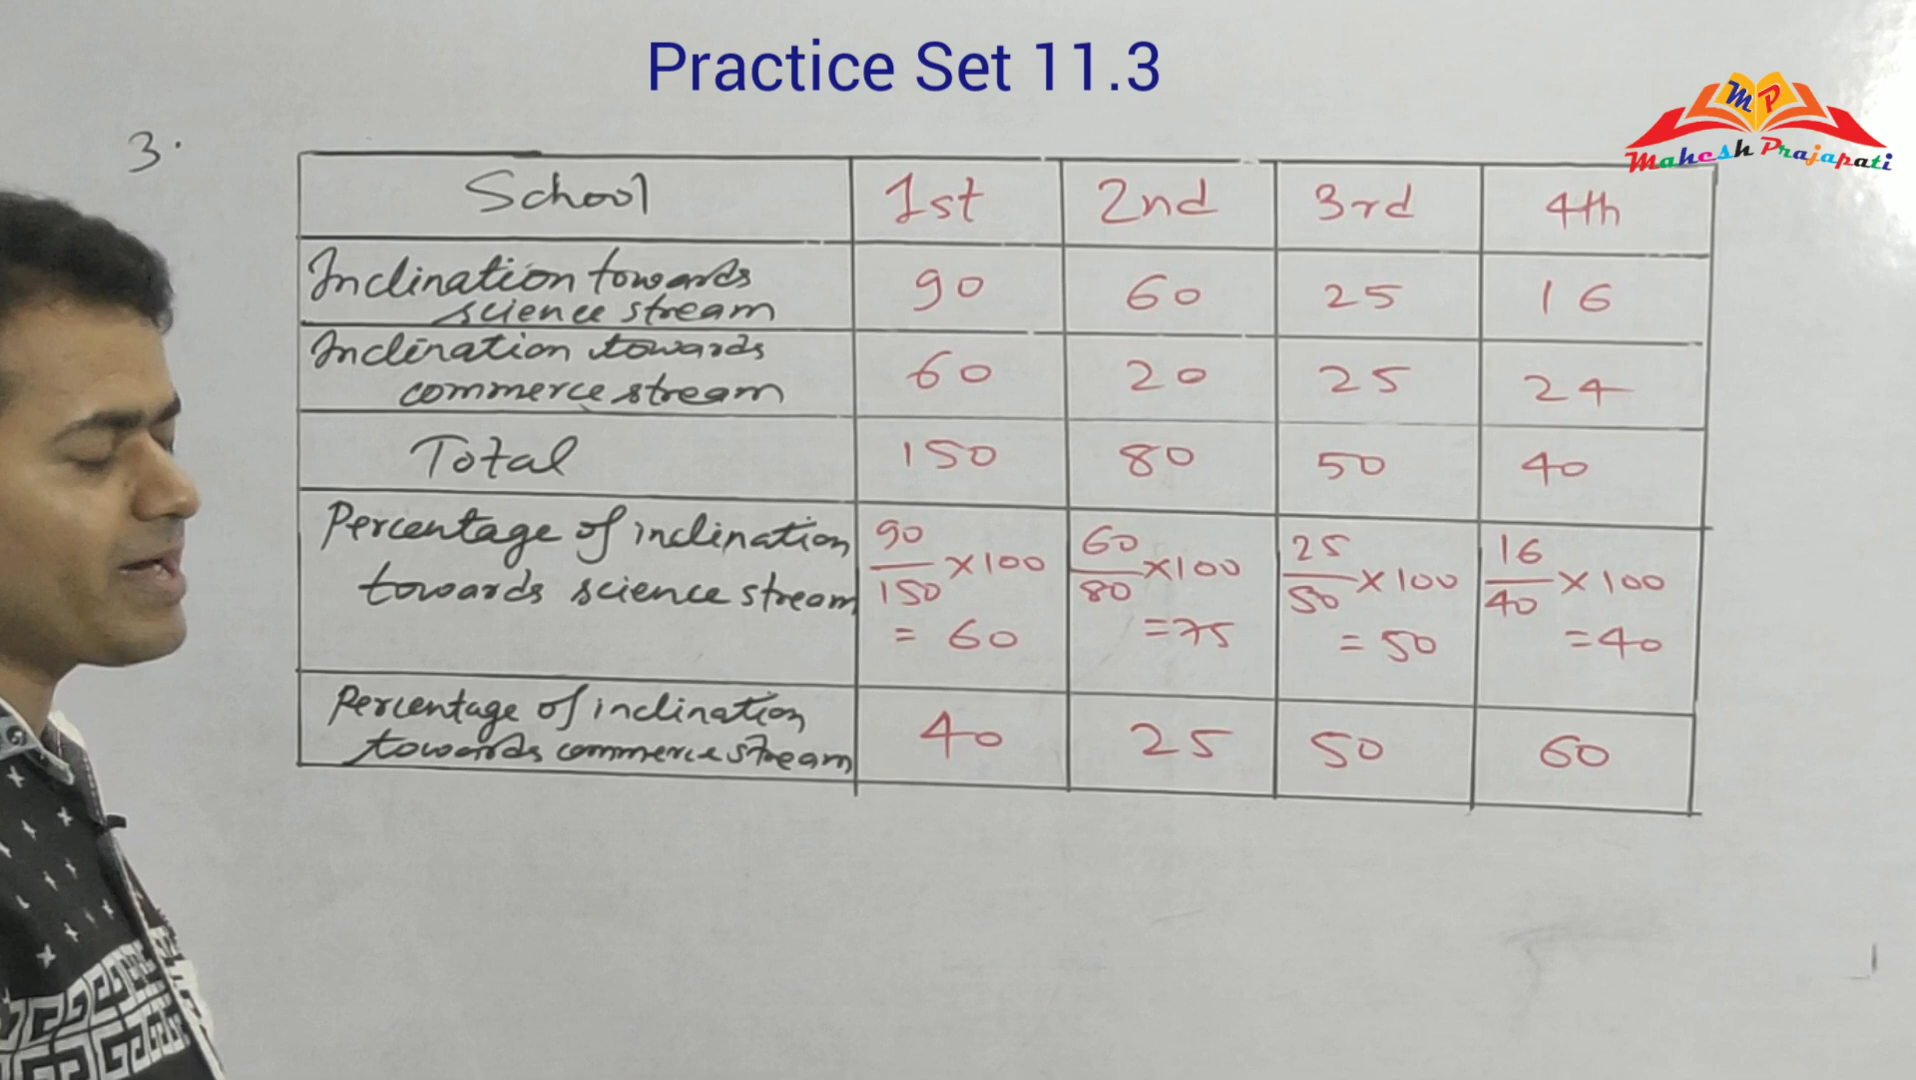 Practice Set 11.3
MP
Mahesh Prajapati
3.
School 1st 2nd 3rd 4th
Inclination towards
science stream 90 60 25 16
Inclination towards
commerce stream 60 20 25 24
Total 150 80 50 40
Percentage of inclination
towards science stream
90/150 × 100 60/80 × 100 25/50 × 100 16/40 × 100
= 60 = 75 = 50 = 40
Percentage of inclination
towards commerce stream 40 25 50 60